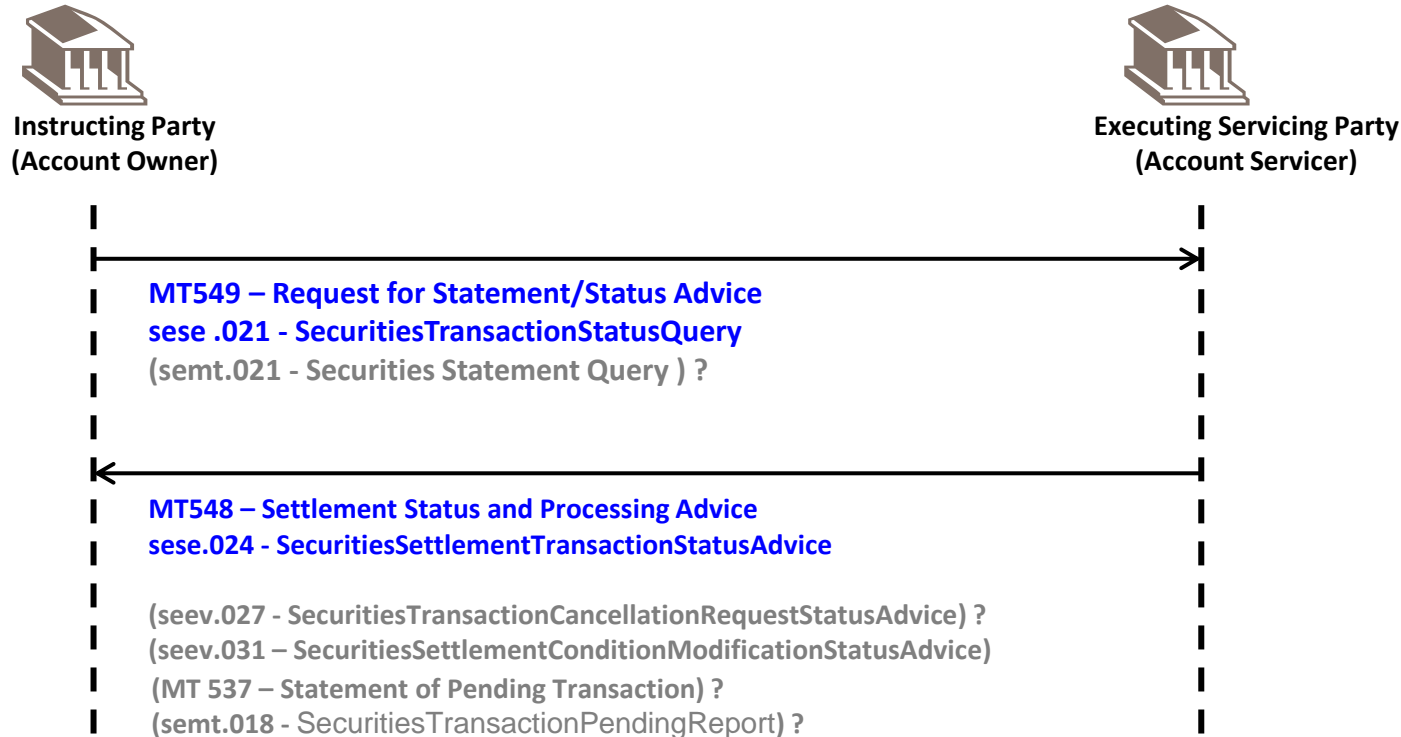 Instructing Party
(Account Owner)
Executing Servicing Party
(Account Servicer)
MT549 – Request for Statement/Status Advice
sese .021 - SecuritiesTransactionStatusQuery
(semt.021 - Securities Statement Query ) ?
MT548 – Settlement Status and Processing Advice
sese.024 - SecuritiesSettlementTransactionStatusAdvice
(seev.027 - SecuritiesTransactionCancellationRequestStatusAdvice) ?
(seev.031 – SecuritiesSettlementConditionModificationStatusAdvice)
(MT 537 – Statement of Pending Transaction) ?
(semt.018 - SecuritiesTransactionPendingReport) ?